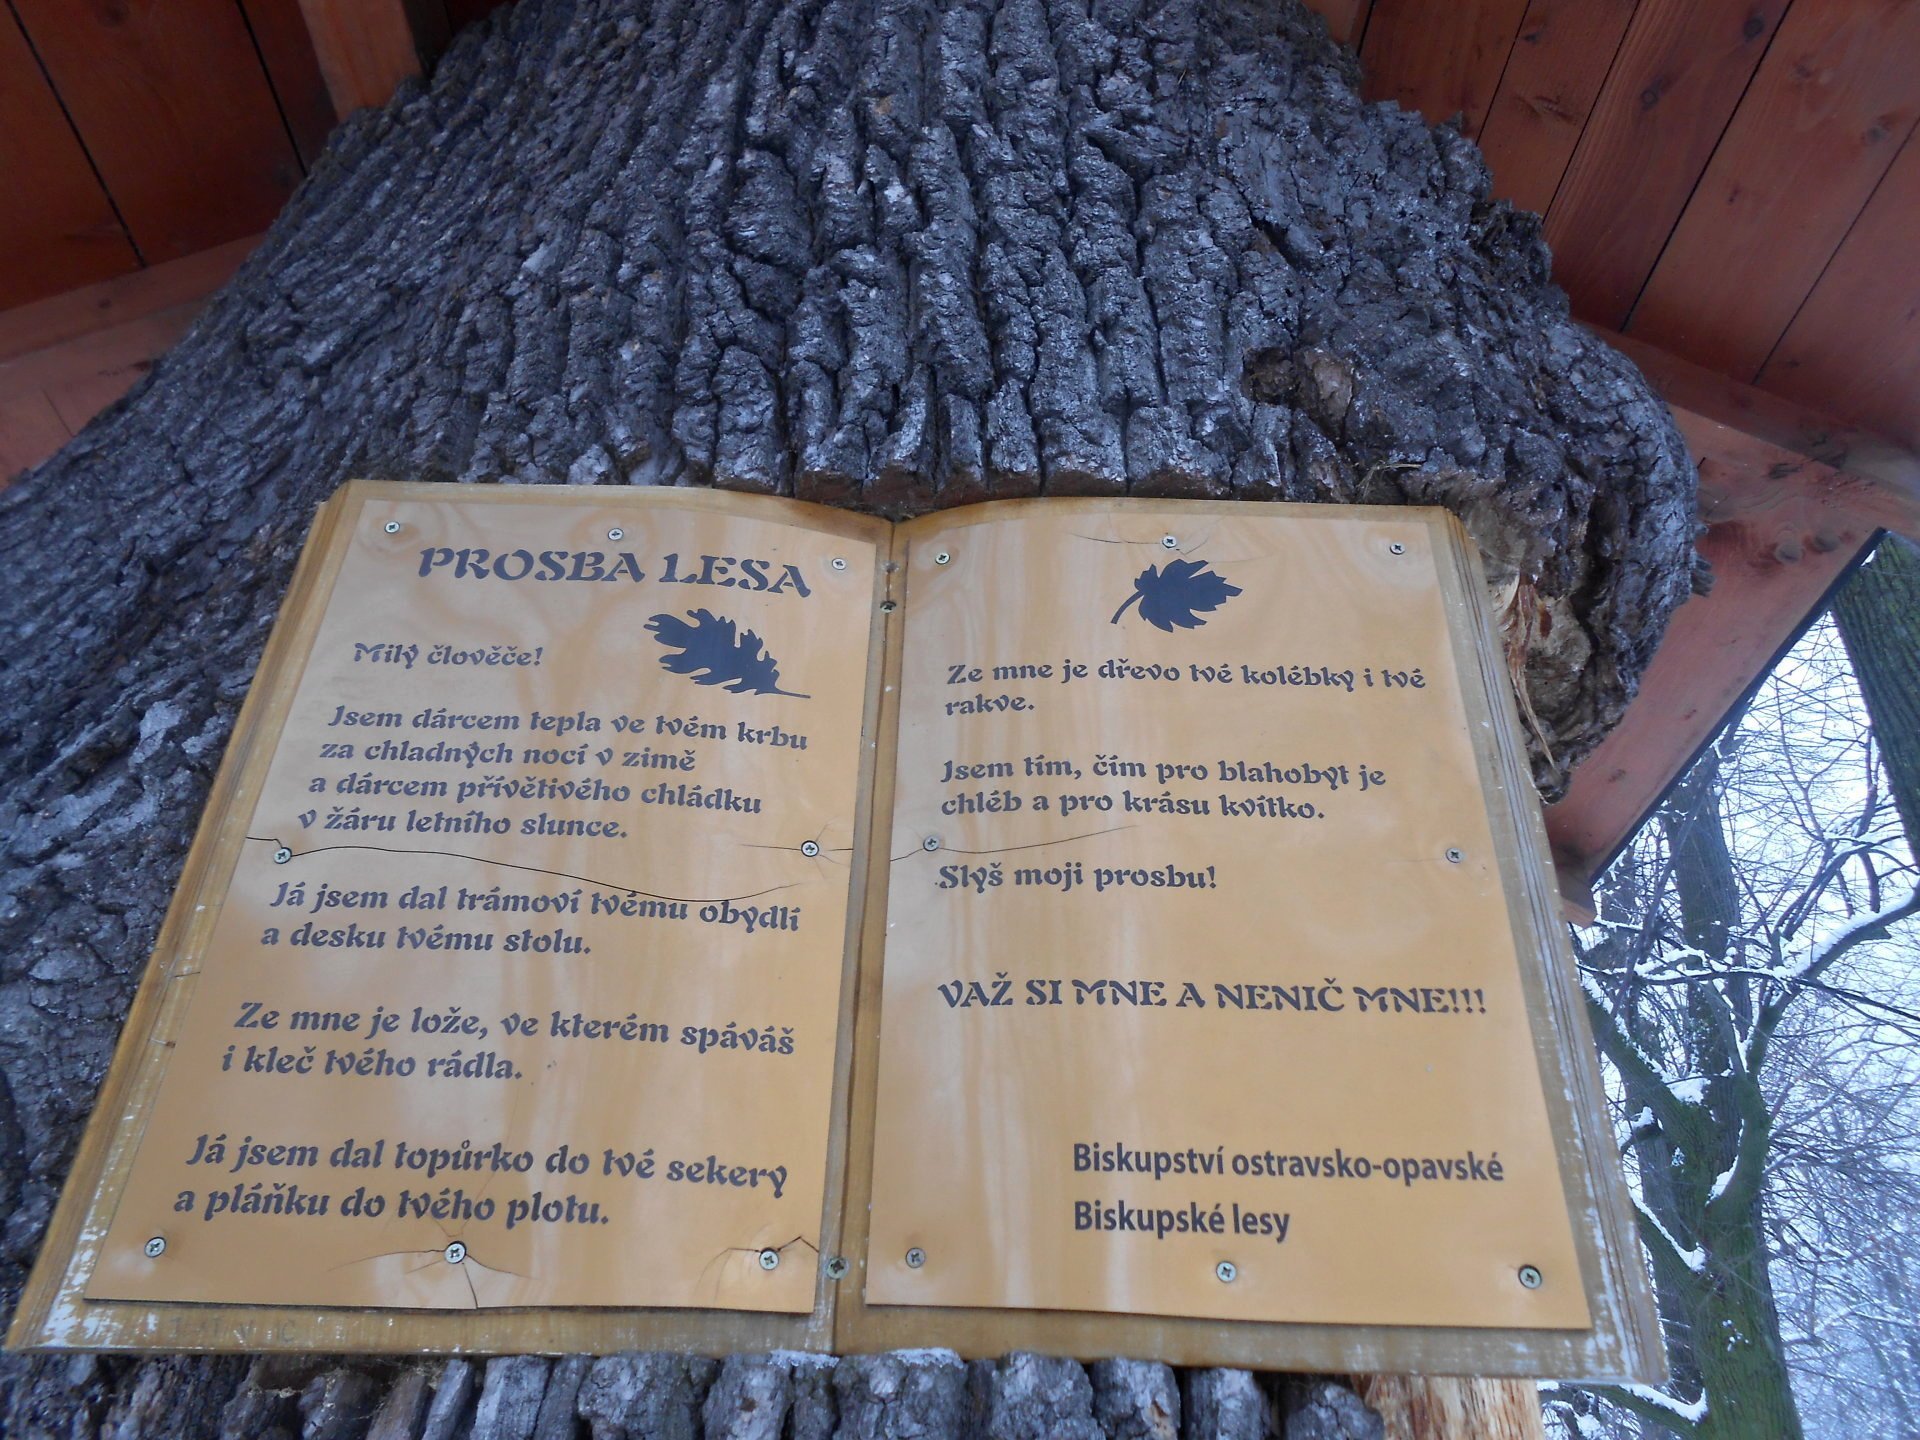 PROSBA LESA
Milý člověče!
Jsem dárcem tepla ve tvém krbu
za chladných nocí v zimě
a dárcem přívětivého chládku
v žáru letního slunce.
Já jsem dal trámoví tvému obydlí
a desku tvému stolu.
Ze mne je lože, ve kterém spáváš
i kleč tvého rádla.
Já jsem dal topůrko do tvé sekery
a pláňku do tvého plotu.
Ze mne je dřevo tvé kolébky i tvé
rakve.
Jsem tím, čím pro blahobyt je
chléb a pro krásu kvítko.
Slyš moji prosbu!
VAŽ SI MNE A NENIČ MNE!!!
Biskupství ostravsko-opavské
Biskupské lesy